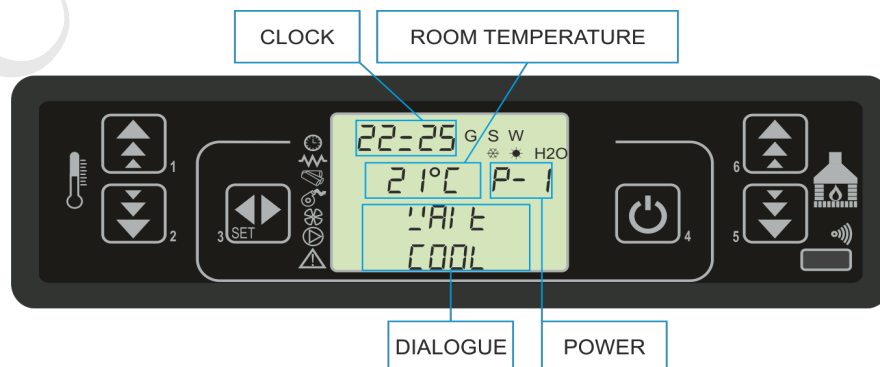 CLOCK
ROOM TEMPERATURE
22-25 G S W
H2O
21°C P-1
WAIt
COOL
1
2
3
SET
4
6
5
DIALOGUE
POWER